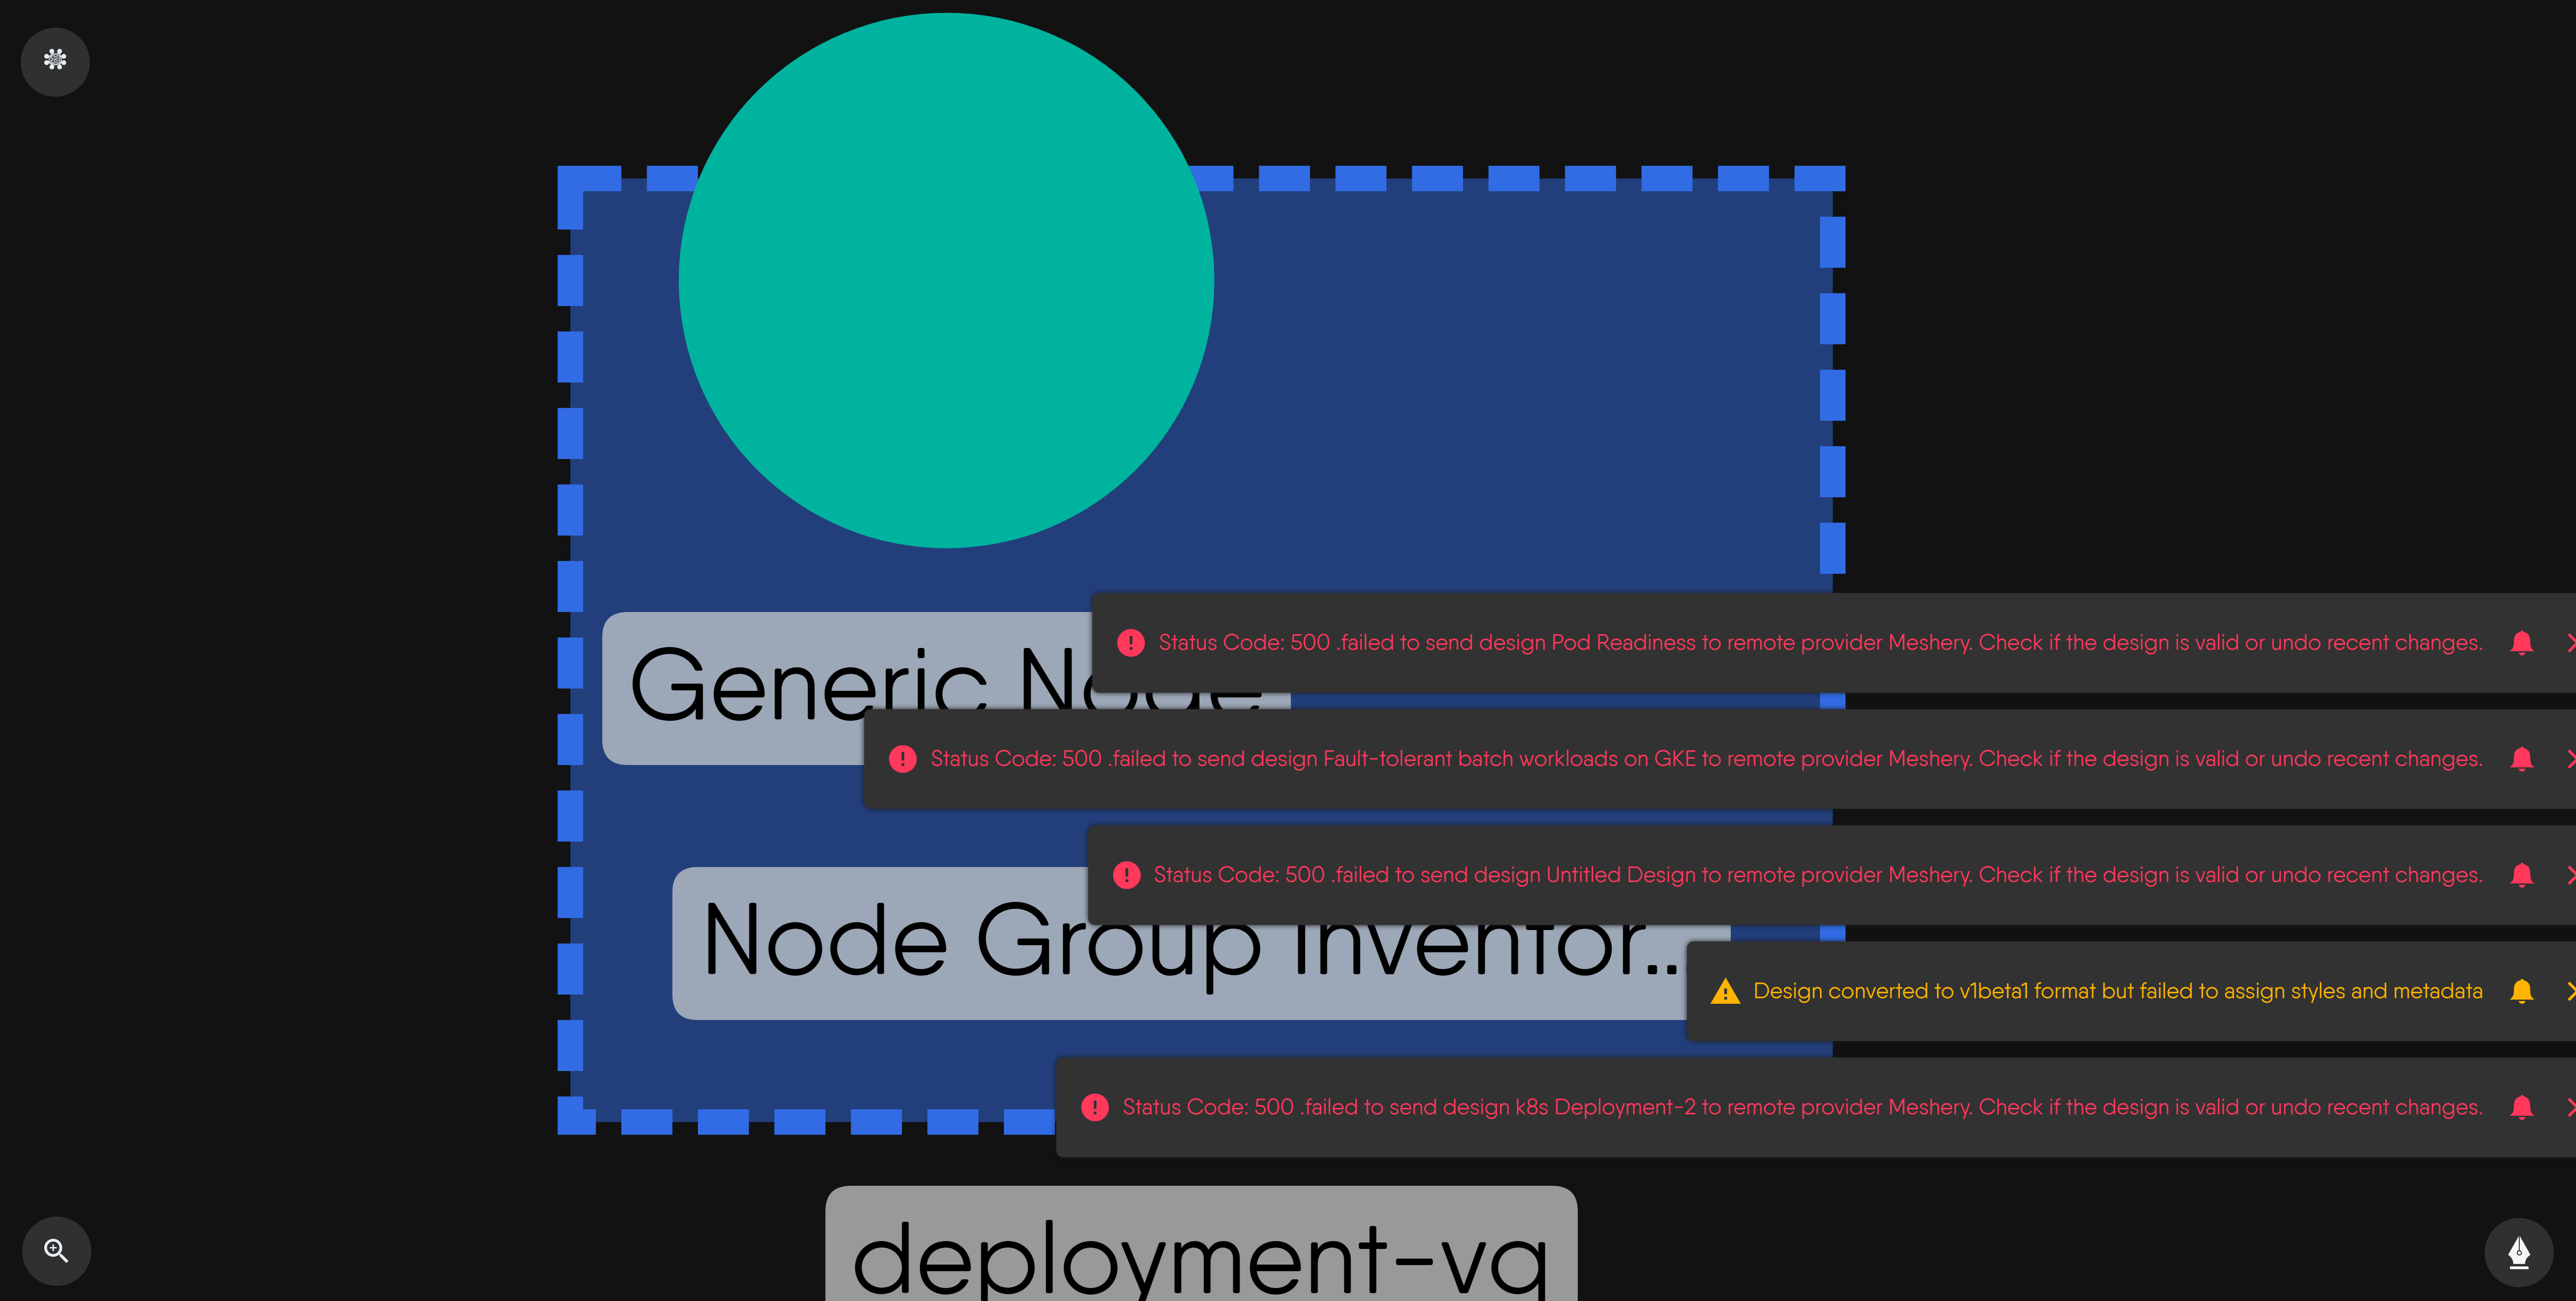 Generic Node
Status Code: 500 .failed to send design Pod Readiness to remote provider Meshery. Check if the design is valid or undo recent changes.
Status Code: 500 .failed to send design Fault-tolerant batch workloads on GKE to remote provider Meshery. Check if the design is valid or undo recent changes.
Status Code: 500 .failed to send design Untitled Design to remote provider Meshery. Check if the design is valid or undo recent changes.
Node Group Inventor...
Design converted to v1beta1 format but failed to assign styles and metadata
Status Code: 500 .failed to send design k8s Deployment-2 to remote provider Meshery. Check if the design is valid or undo recent changes.